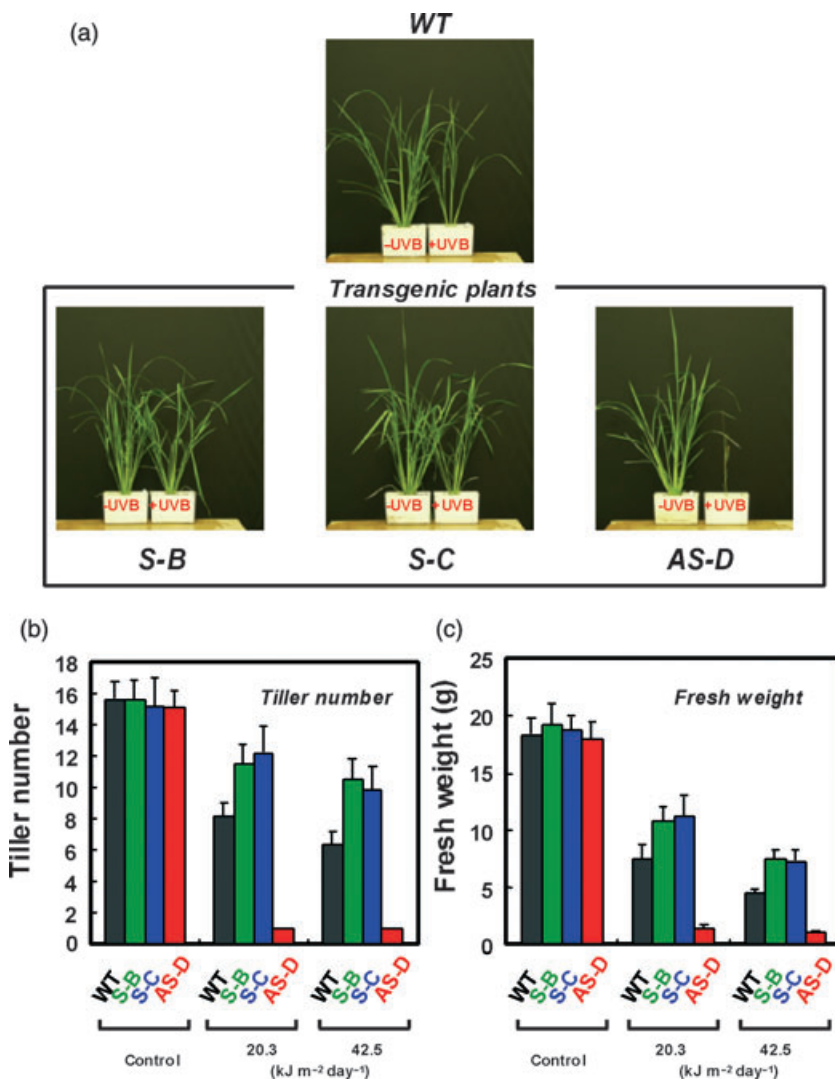 (a)
WT
–UVB +UVB
Transgenic plants
-UVB +UVB
-UVB +UVB
-UVB +UVB
S-B
S-C
AS-D
(b)
Tiller number
Tiller number
18
16
14
12
10
8
6
4
2
0
WT S-B S-C AS-D WT S-B S-C AS-D WT S-B S-C AS-D
Control
20.3
42.5
(kJ m⁻² day⁻¹)
(c)
Fresh weight
Fresh weight (g)
25
20
15
10
5
0
WT S-B S-C AS-D WT S-B S-C AS-D WT S-B S-C AS-D
Control
20.3
42.5
(kJ m⁻² day⁻¹)